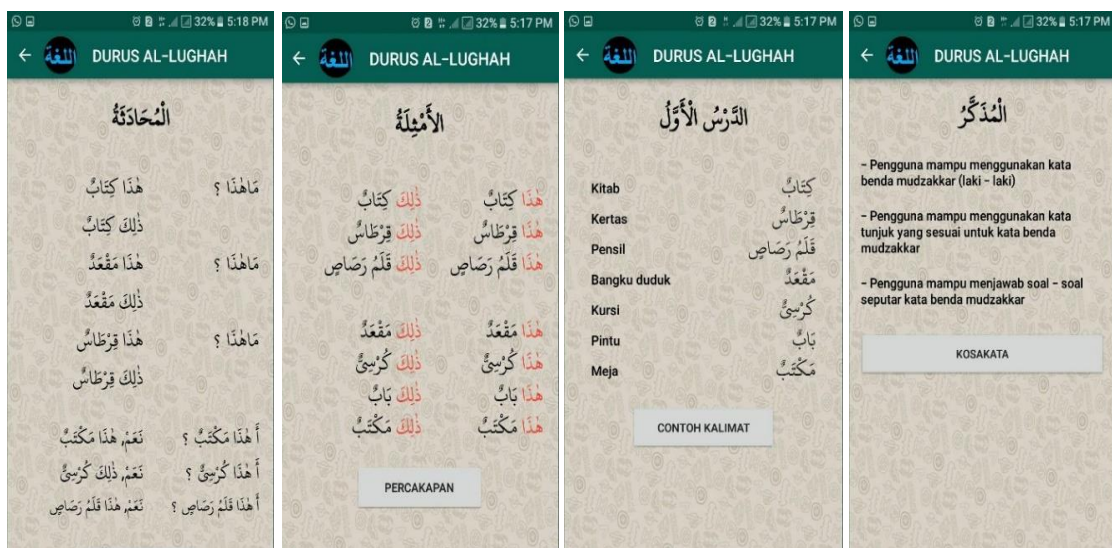 32% 5:18 PM
اللغة DURUS AL-LUGHAH
الْمُحَادَثَةُ
مَاهٰذَا ؟ هٰذَا كِتَابٌ
ذٰلِكَ كِتَابٌ
مَاهٰذَا ؟ هٰذَا مَقْعَدٌ
ذٰلِكَ مَقْعَدٌ
مَاهٰذَا ؟ هٰذَا قِرْطَاسٌ
ذٰلِكَ قِرْطَاسٌ
أَ هٰذَا مَكْتَبٌ ؟ نَعَمْ, هٰذَا مَكْتَبٌ
أَ هٰذَا كُرْسِيٌّ ؟ نَعَمْ, ذٰلِكَ كُرْسِيٌّ
أَ هٰذَا قَلَمُ رَصَاصٍ ؟ نَعَمْ, هٰذَا قَلَمُ رَصَاصٍ
32% 5:17 PM
اللغة DURUS AL-LUGHAH
الأَمْثِلَةُ
هٰذَا كِتَابٌ ذٰلِكَ كِتَابٌ
هٰذَا قِرْطَاسٌ ذٰلِكَ قِرْطَاسٌ
هٰذَا قَلَمُ رَصَاصٍ ذٰلِكَ قَلَمُ رَصَاصٍ
هٰذَا مَقْعَدٌ ذٰلِكَ مَقْعَدٌ
هٰذَا كُرْسِيٌّ ذٰلِكَ كُرْسِيٌّ
هٰذَا بَابٌ ذٰلِكَ بَابٌ
هٰذَا مَكْتَبٌ ذٰلِكَ مَكْتَبٌ
PERCAKAPAN
32% 5:17 PM
اللغة DURUS AL-LUGHAH
الدَّرْسُ الْأَوَّلُ
Kitab كِتَابٌ
Kertas قِرْطَاسٌ
Pensil قَلَمُ رَصَاصٍ
Bangku duduk مَقْعَدٌ
Kursi كُرْسِيٌّ
Pintu بَابٌ
Meja مَكْتَبٌ
CONTOH KALIMAT
32% 5:17 PM
اللغة DURUS AL-LUGHAH
الْمُذَكَّرُ
- Pengguna mampu menggunakan kata
benda mudzakkar (laki - laki)
- Pengguna mampu menggunakan kata
tunjuk yang sesuai untuk kata benda
mudzakkar
- Pengguna mampu menjawab soal - soal
seputar kata benda mudzakkar
KOSAKATA